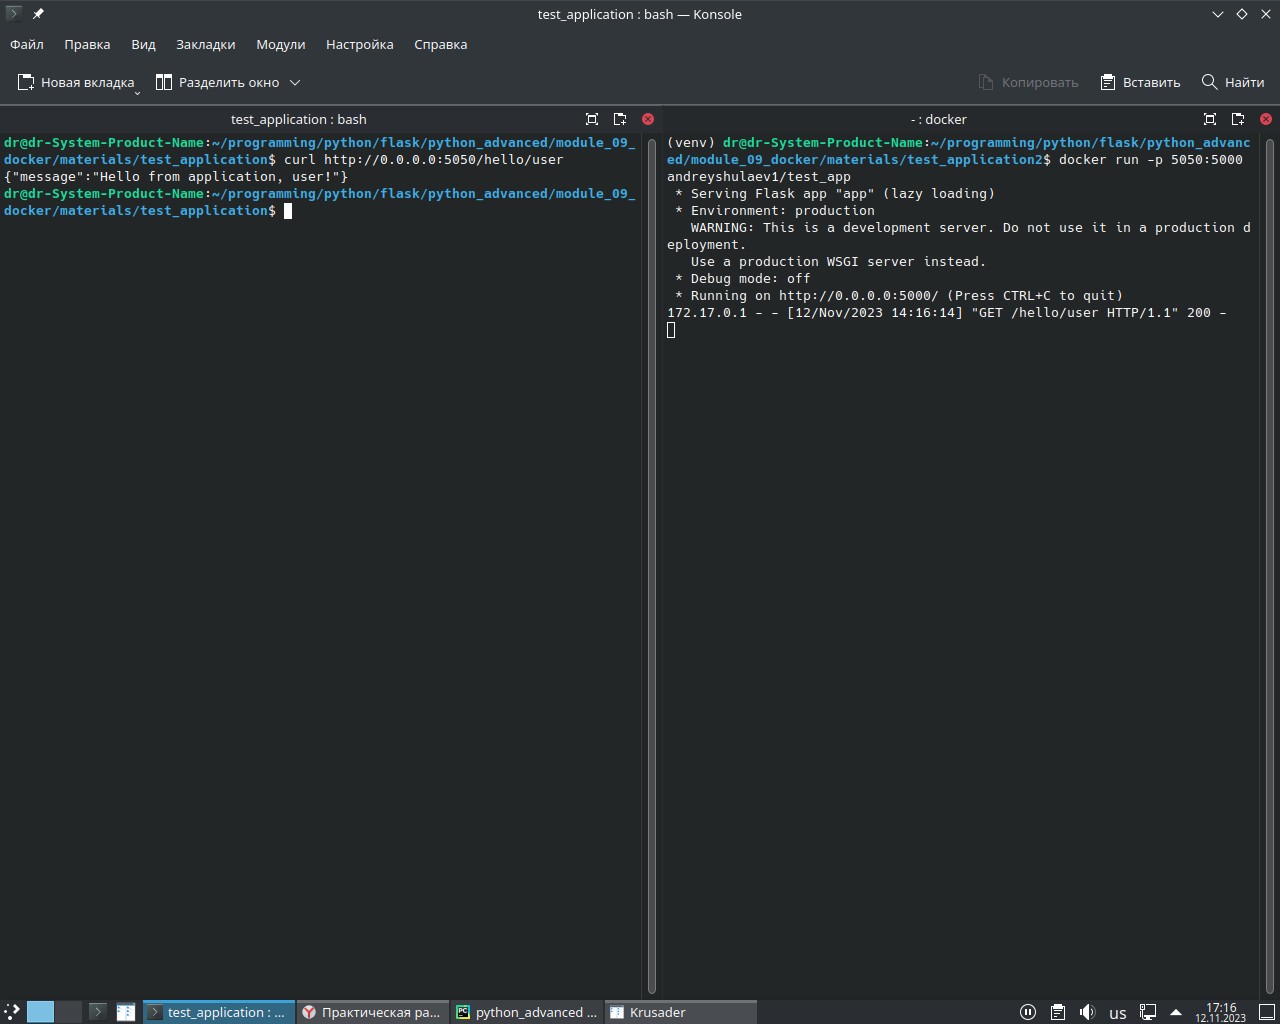 test_application : bash — Konsole
Файл Правка Вид Закладки Модули Настройка Справка
Новая вкладка Разделить окно Копировать Вставить Найти
test_application : bash
dr@dr-System-Product-Name:~/programming/python/flask/python_advanced/module_09_
docker/materials/test_application$ curl http://0.0.0.0:5050/hello/user
{"message":"Hello from application, user!"}
dr@dr-System-Product-Name:~/programming/python/flask/python_advanced/module_09_
docker/materials/test_application$
- : docker
(venv) dr@dr-System-Product-Name:~/programming/python/flask/python_advanc
ed/module_09_docker/materials/test_application2$ docker run -p 5050:5000
andreyshulaev1/test_app
* Serving Flask app "app" (lazy loading)
* Environment: production
WARNING: This is a development server. Do not use it in a production d
eployment.
Use a production WSGI server instead.
* Debug mode: off
* Running on http://0.0.0.0:5000/ (Press CTRL+C to quit)
172.17.0.1 - - [12/Nov/2023 14:16:14] "GET /hello/user HTTP/1.1" 200 -
test_application : ... Практическая ра... python_advanced ... Krusader us 17:16
12.11.2023